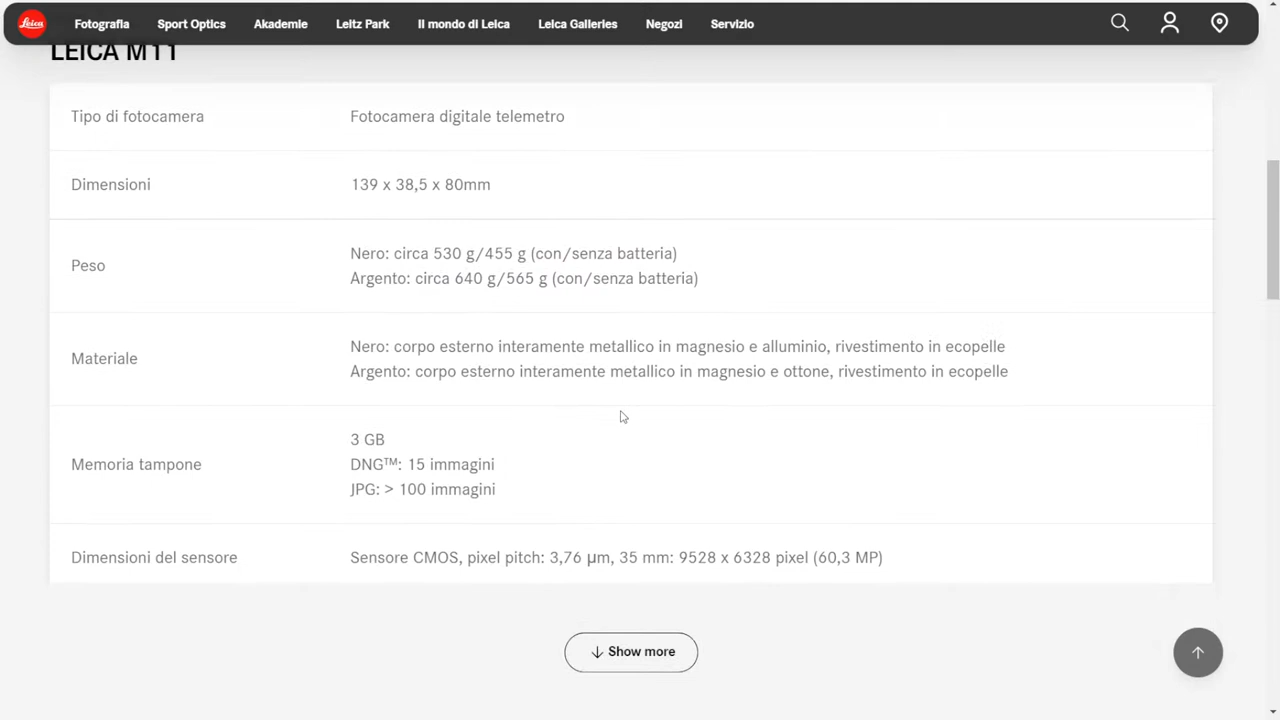 Leica
Fotografia Sport Optics Akademie Leitz Park Il mondo di Leica Leica Galleries Negozi Servizio
LEICA M11
Tipo di fotocamera Fotocamera digitale telemetro
Dimensioni 139 x 38,5 x 80mm
Peso
Nero: circa 530 g/455 g (con/senza batteria)
Argento: circa 640 g/565 g (con/senza batteria)
Materiale
Nero: corpo esterno interamente metallico in magnesio e alluminio, rivestimento in ecopelle
Argento: corpo esterno interamente metallico in magnesio e ottone, rivestimento in ecopelle
Memoria tampone
3 GB
DNG™: 15 immagini
JPG: > 100 immagini
Dimensioni del sensore Sensore CMOS, pixel pitch: 3,76 μm, 35 mm: 9528 x 6328 pixel (60,3 MP)
Show more